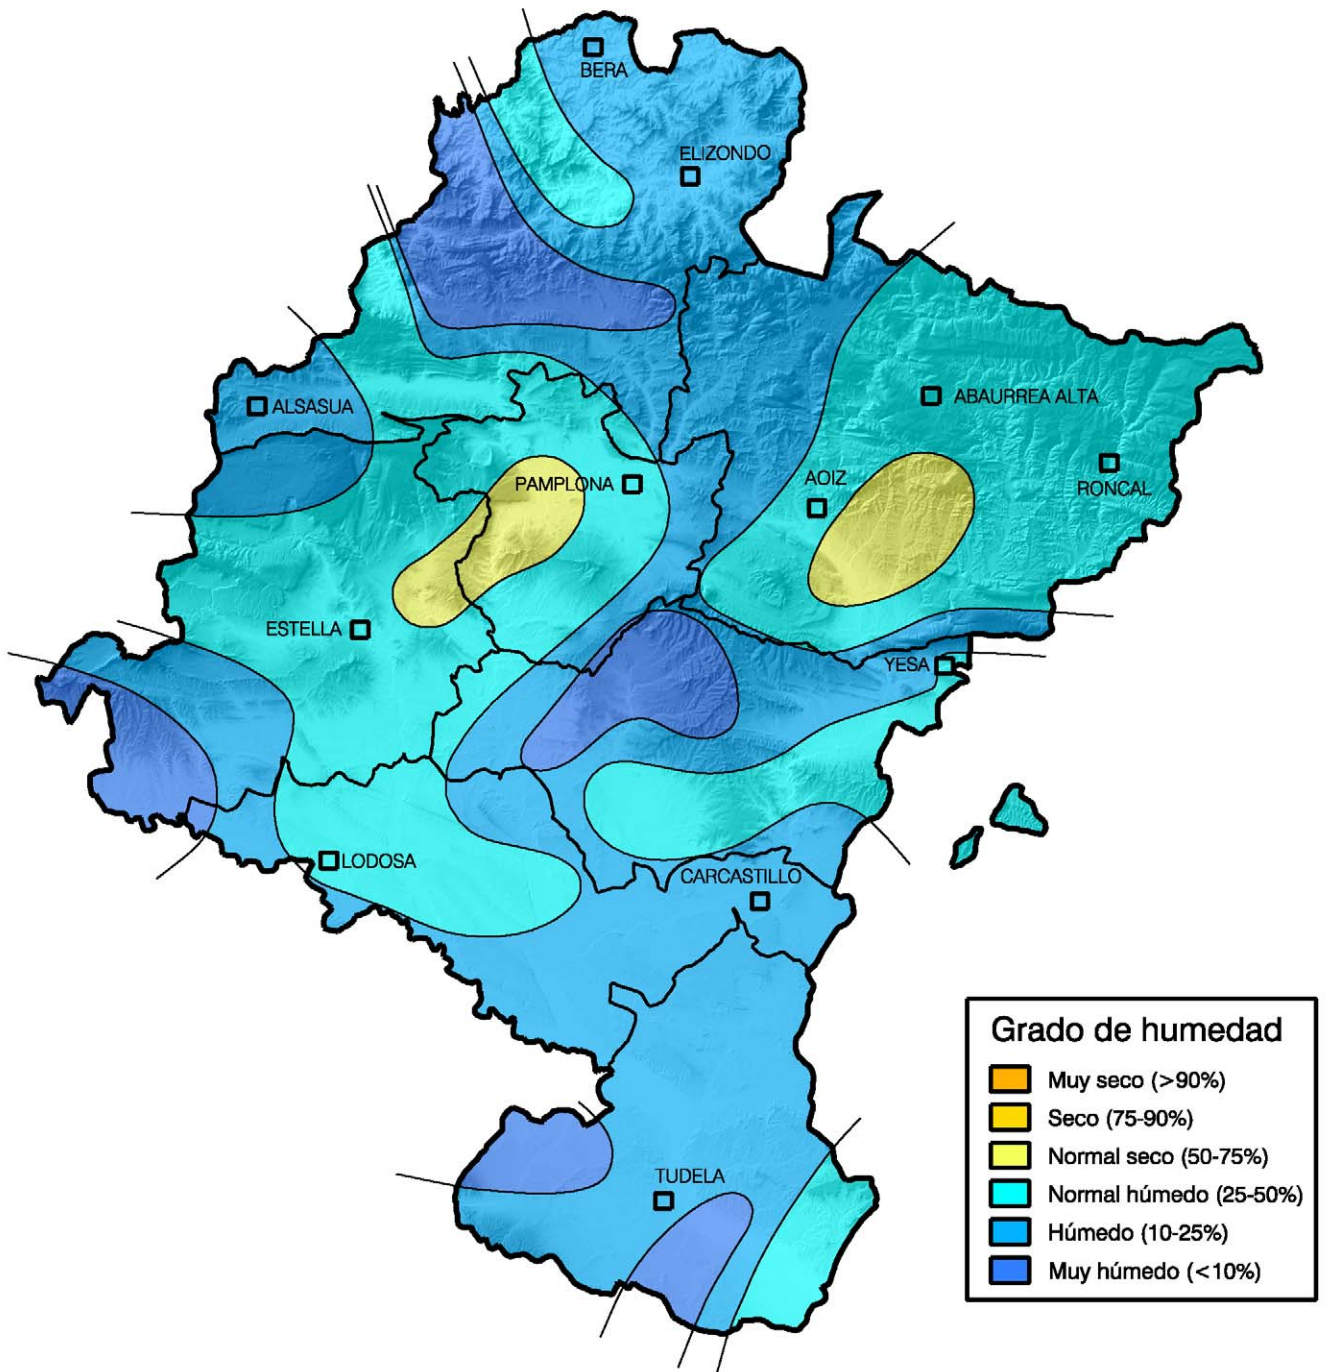 BERA
ELIZONDO
ALSASUA
ABAURREA ALTA
PAMPLONA
AOIZ
RONCAL
ESTELLA
YESA
LODOSA
CARCASTILLO
TUDELA
Grado de humedad
Muy seco (>90%)
Seco (75-90%)
Normal seco (50-75%)
Normal húmedo (25-50%)
Húmedo (10-25%)
Muy húmedo (<10%)